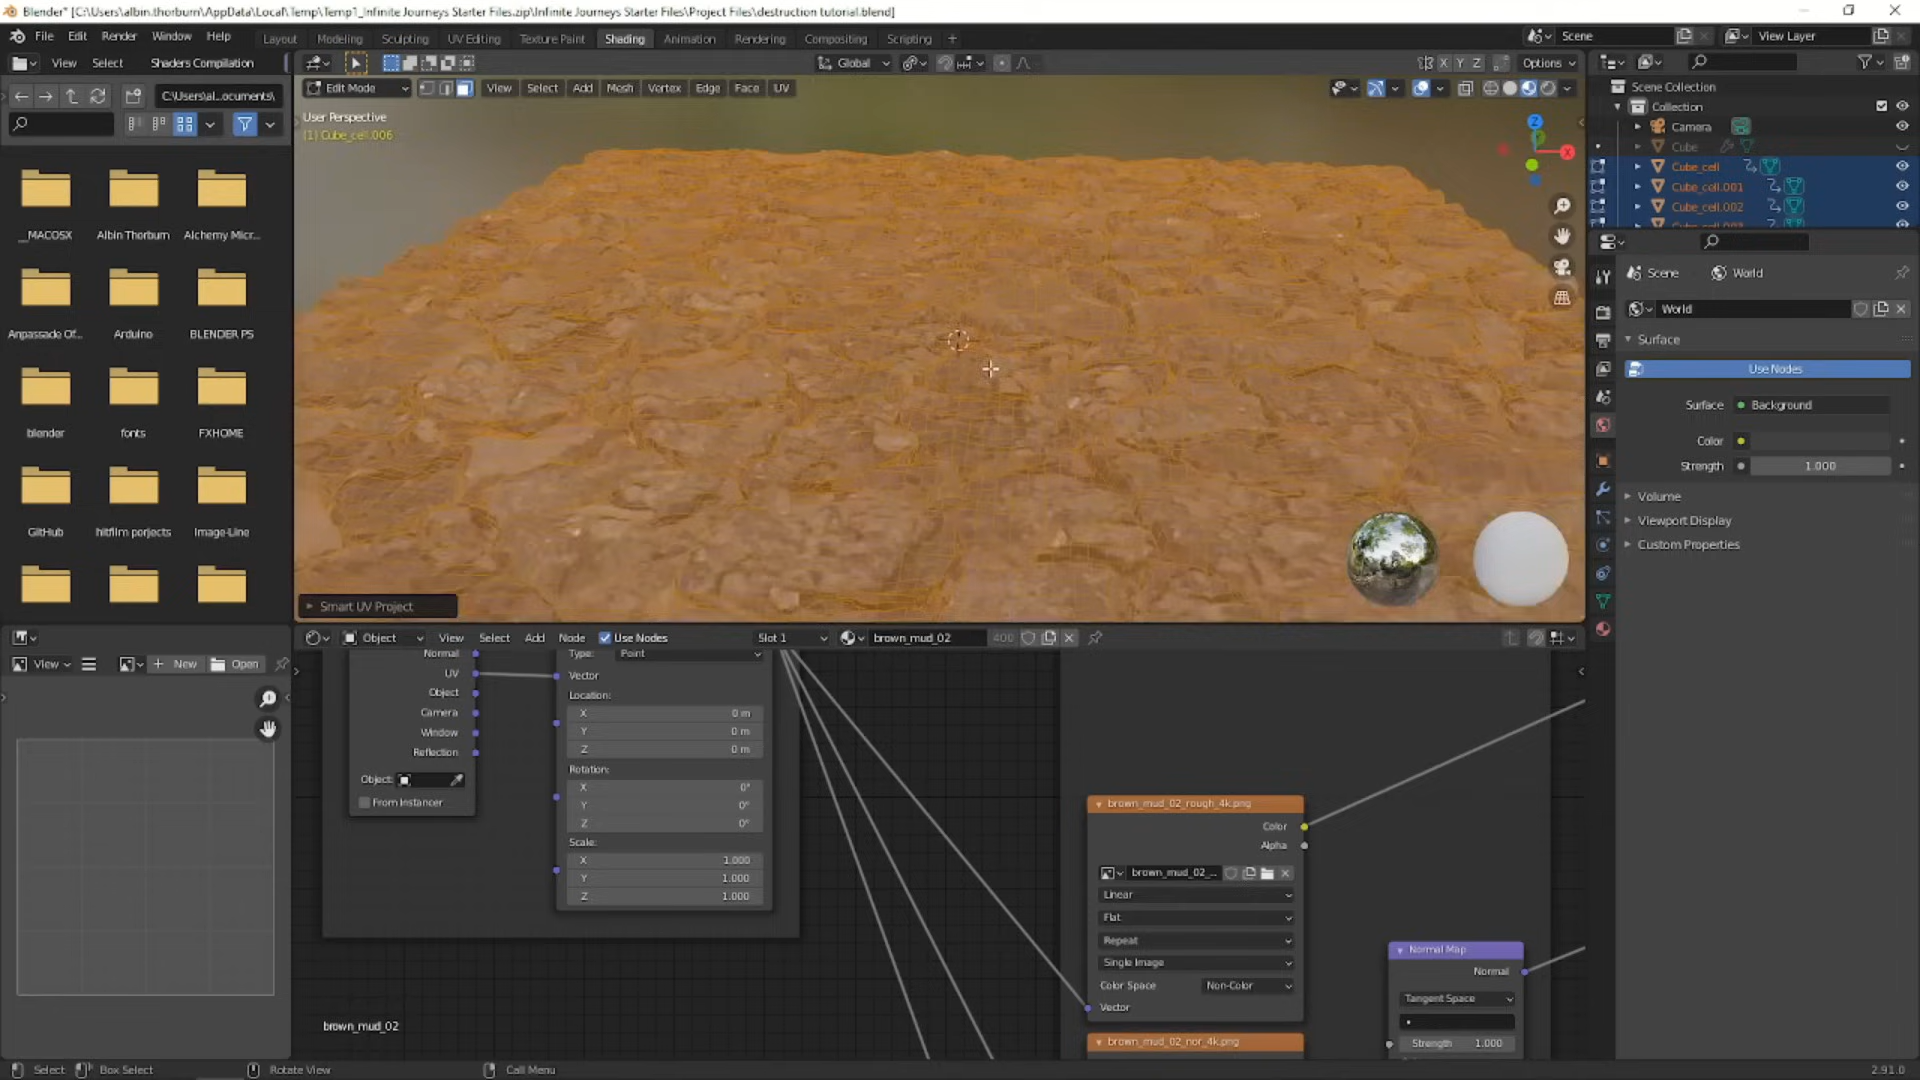 Blender* [C:\Users\albin.thorburn\AppData\Local\Temp\Temp1_Infinite Journeys Starter Files.zip\Infinite Journeys Starter Files\Project Files\destruction tutorial.blend]
File Edit Render Window Help
Layout Modeling Sculpting UV Editing Texture Paint Shading Animation Rendering Compositing Scripting +
Scene
View Layer
View Select Shaders Compilation
Global
X Y Z
Options
C:\Users\al...ocuments\
Edit Mode
View Select Add Mesh Vertex Edge Face UV
User Perspective
(1) Cube_cell.006
Scene Collection
Collection
Camera
Cube
Cube_cell
Cube_cell.001
Cube_cell.002
__MACOSX
Albin Thorburn
Alchemy Micr...
Anpassade Of...
Arduino
BLENDER PS
blender
fonts
FXHOME
GitHub
hitfilm porjects
Image-Line
Z
X
Scene
World
World
Surface
Use Nodes
Surface
Background
Color
Strength
1.000
Volume
Viewport Display
Custom Properties
Smart UV Project
Object
View Select Add Node
Use Nodes
Slot 1
brown_mud_02
400
View
New
Open
Normal
UV
Object
Camera
Window
Reflection
Object:
From Instancer
Type:
Point
Vector
Location:
X 0 m
Y 0 m
Z 0 m
Rotation:
X 0°
Y 0°
Z 0°
Scale:
X 1.000
Y 1.000
Z 1.000
brown_mud_02_rough_4k.png
Color
Alpha
brown_mud_02_...
Linear
Flat
Repeat
Single Image
Color Space
Non-Color
Vector
brown_mud_02_nor_4k.png
Normal Map
Normal
Tangent Space
Strength 1.000
brown_mud_02
Select
Box Select
Rotate View
Call Menu
2.91.0